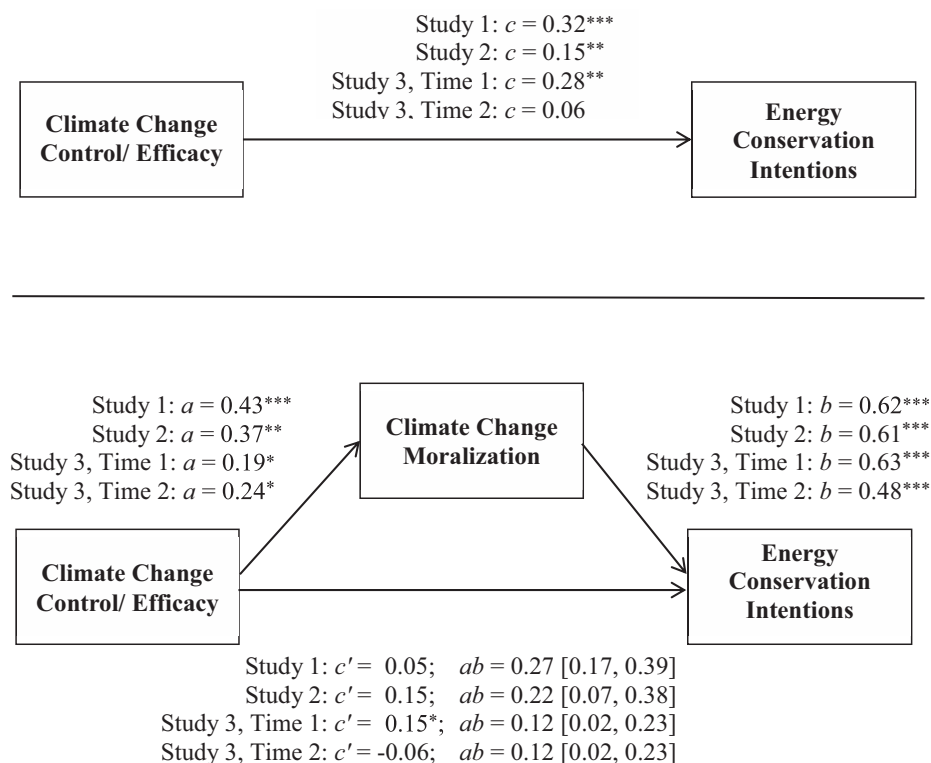 Study 1: c = 0.32***
Study 2: c = 0.15**
Study 3, Time 1: c = 0.28**
Study 3, Time 2: c = 0.06
Climate Change
Control/ Efficacy
Energy
Conservation
Intentions
Study 1: a = 0.43***
Study 2: a = 0.37**
Study 3, Time 1: a = 0.19*
Study 3, Time 2: a = 0.24*
Climate Change
Moralization
Study 1: b = 0.62***
Study 2: b = 0.61***
Study 3, Time 1: b = 0.63***
Study 3, Time 2: b = 0.48***
Climate Change
Control/ Efficacy
Energy
Conservation
Intentions
Study 1: c' = 0.05; ab = 0.27 [0.17, 0.39]
Study 2: c' = 0.15; ab = 0.22 [0.07, 0.38]
Study 3, Time 1: c' = 0.15*; ab = 0.12 [0.02, 0.23]
Study 3, Time 2: c' = -0.06; ab = 0.12 [0.02, 0.23]